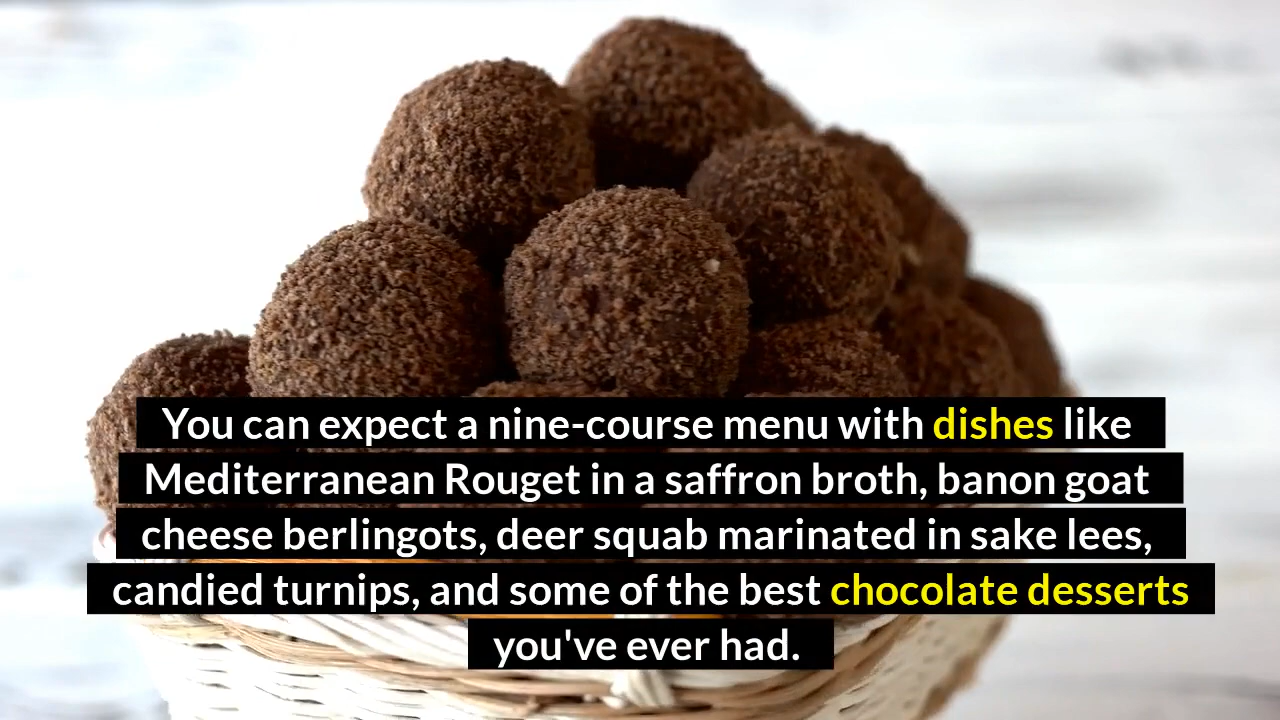 You can expect a nine-course menu with dishes like
Mediterranean Rouget in a saffron broth, banon goat
cheese berlingots, deer squab marinated in sake lees,
candied turnips, and some of the best chocolate desserts
you've ever had.